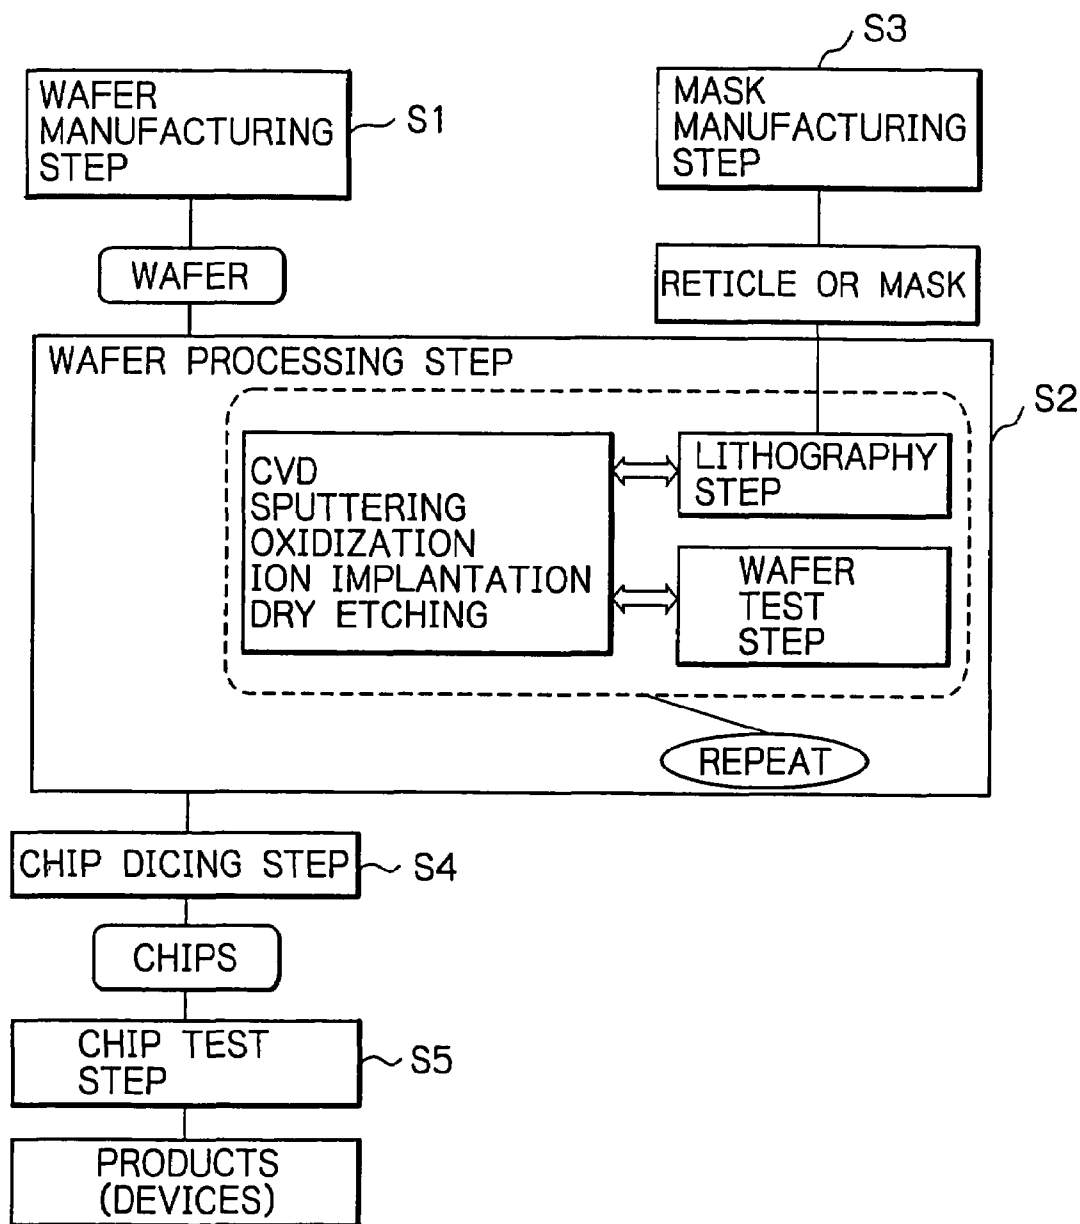 WAFER
MANUFACTURING
STEP
S1
S3
MASK
MANUFACTURING
STEP
WAFER
RETICLE OR MASK
WAFER PROCESSING STEP
S2
CVD
SPUTTERING
OXIDIZATION
ION IMPLANTATION
DRY ETCHING
LITHOGRAPHY
STEP
WAFER
TEST
STEP
REPEAT
CHIP DICING STEP
S4
CHIPS
CHIP TEST
STEP
S5
PRODUCTS
(DEVICES)